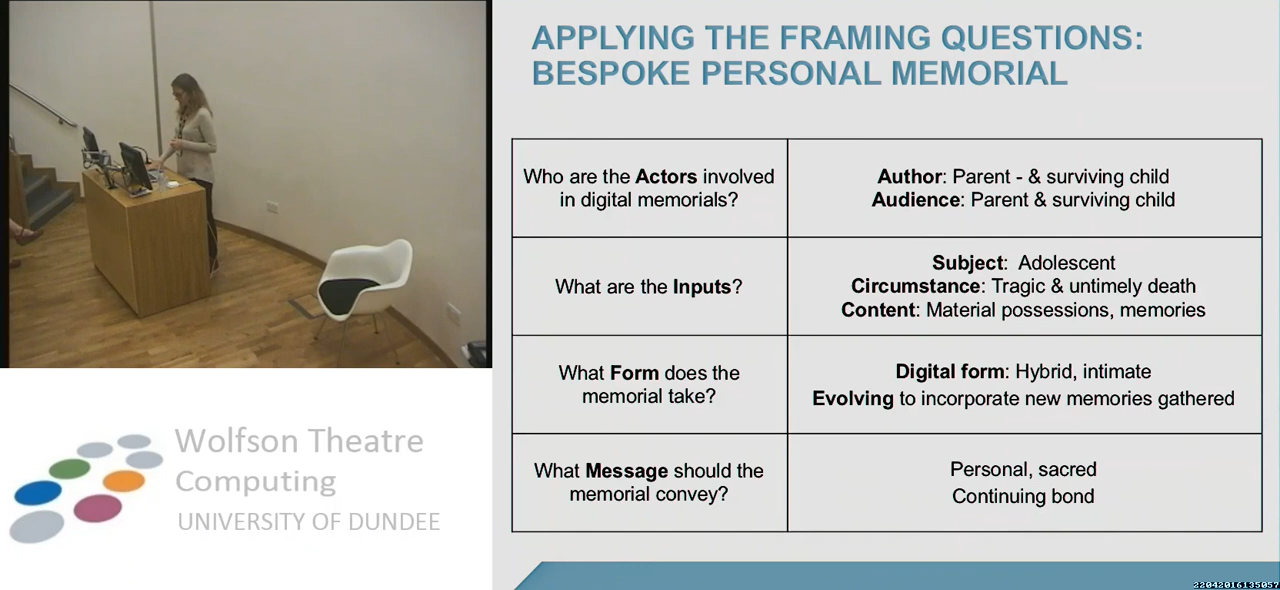 APPLYING THE FRAMING QUESTIONS:
BESPOKE PERSONAL MEMORIAL
Who are the Actors involved
in digital memorials?
Author: Parent - & surviving child
Audience: Parent & surviving child
What are the Inputs?
Subject: Adolescent
Circumstance: Tragic & untimely death
Content: Material possessions, memories
What Form does the
memorial take?
Digital form: Hybrid, intimate
Evolving to incorporate new memories gathered
What Message should the
memorial convey?
Personal, sacred
Continuing bond
Wolfson Theatre
Computing
UNIVERSITY OF DUNDEE
22042016135057